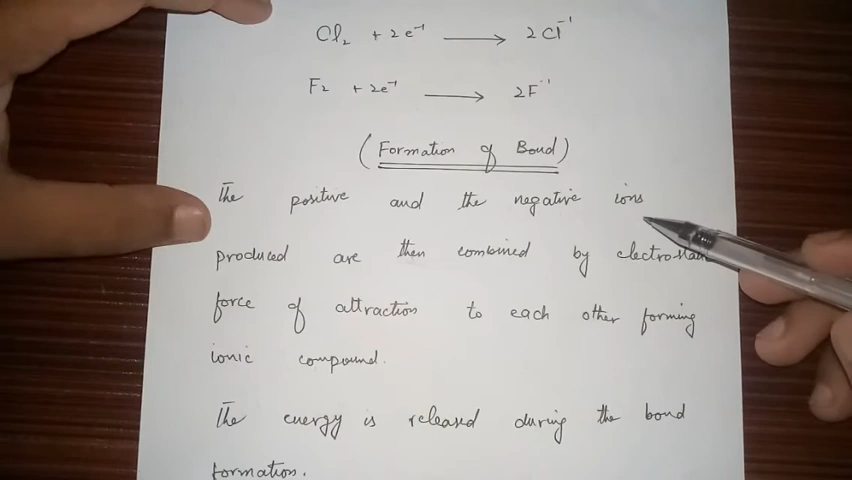 Cl₂ + 2e⁻¹ ⟶ 2Cl⁻¹
F₂ + 2e⁻¹ ⟶ 2F⁻¹
(Formation of Bond)
The positive and the negative ions
produced are then combined by
force of attraction to each other forming
ionic compound.
The energy is released during the bond
formation.